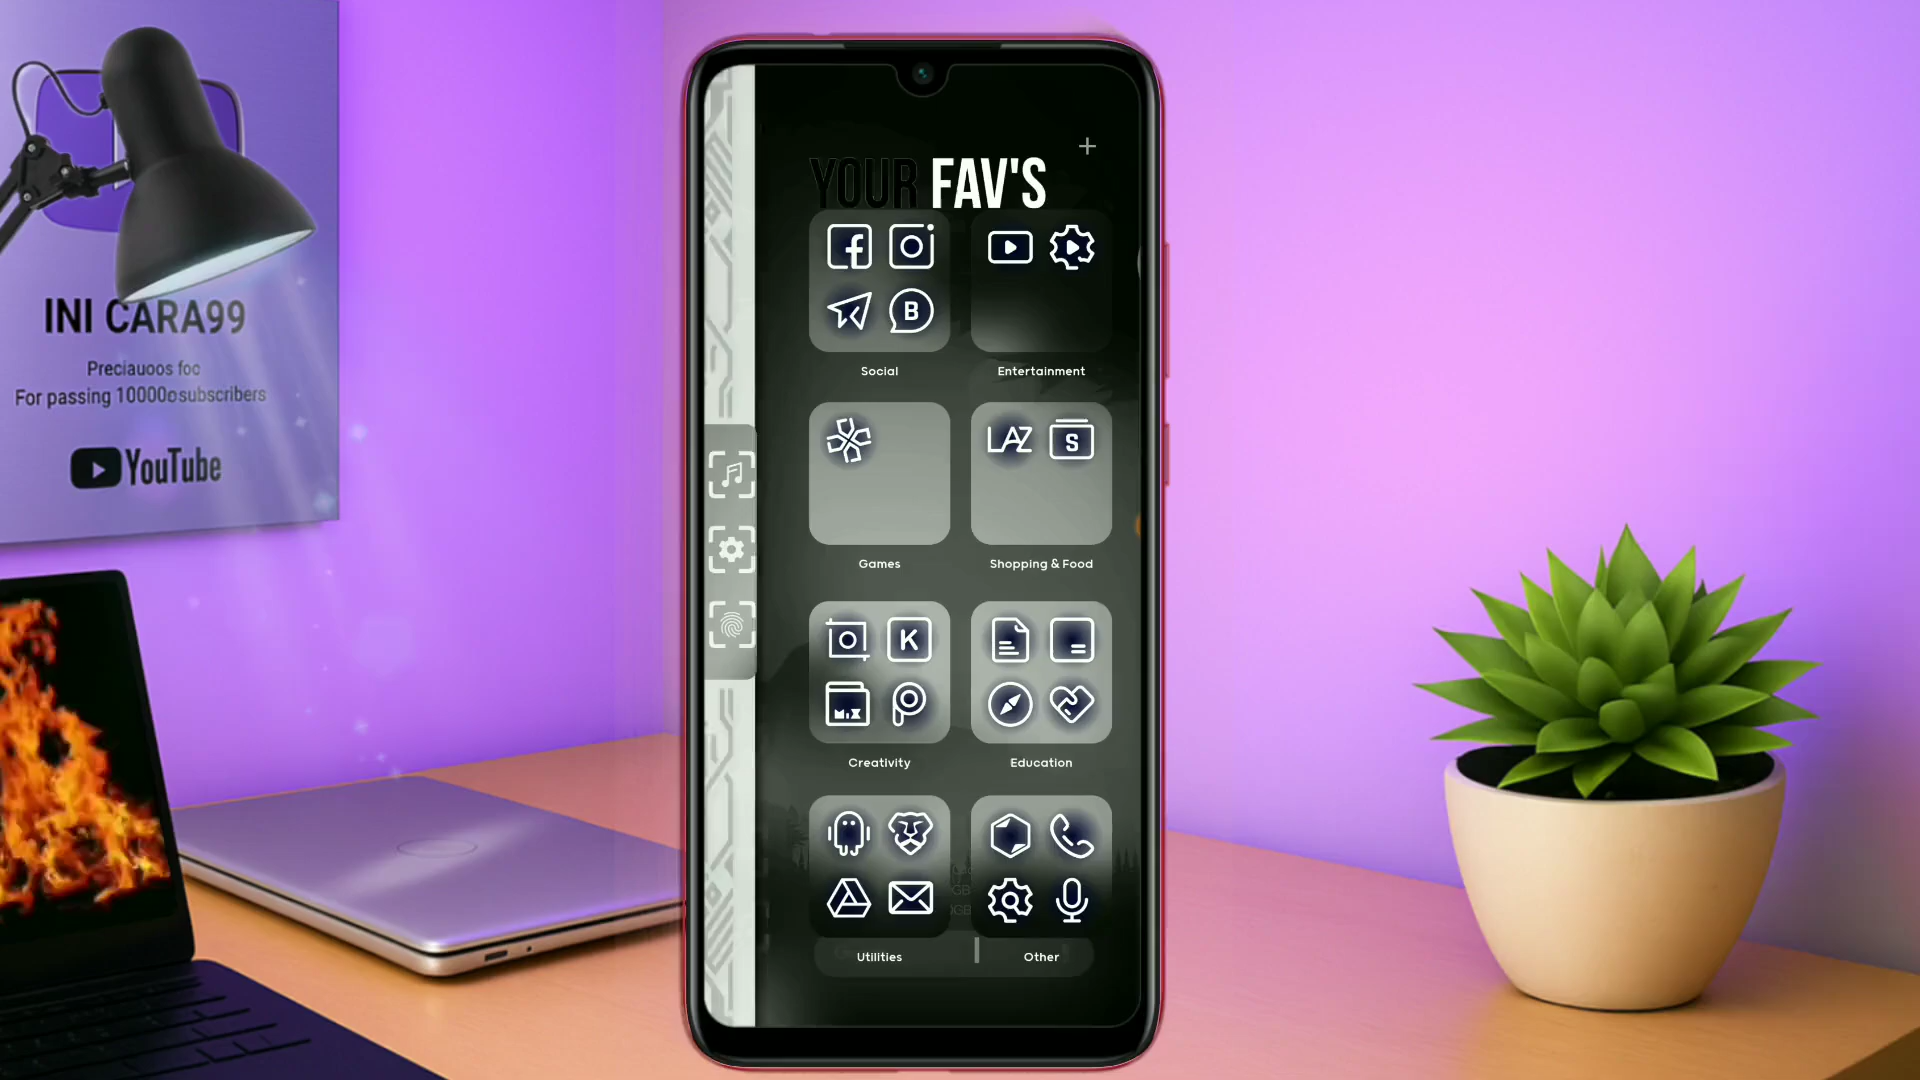 INI CARA99
Preciauoos foc
For passing 10000osubscribers
YouTube
YOUR FAV'S
B
Social
Entertainment
LAZ
S
Games
Shopping & Food
K
MiX
Creativity
Education
Utilities
Other